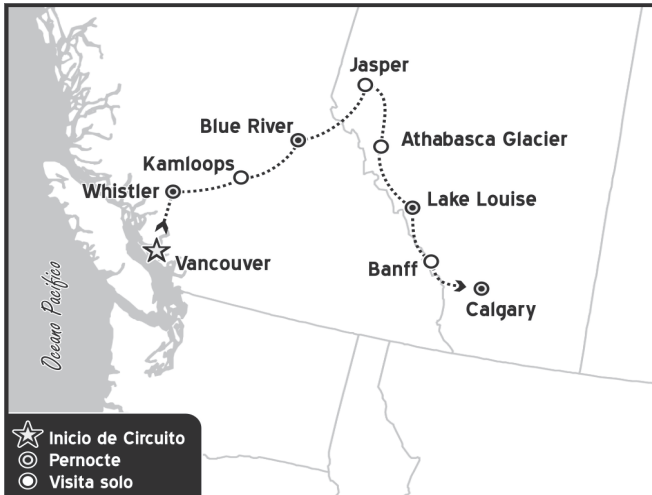 Jasper
Blue River
Athabasca Glacier
Kamloops
Whistler
Lake Louise
Vancouver
Banff
Calgary
Oceano Pacífico
Inicio de Circuito
Pernocte
Visita solo